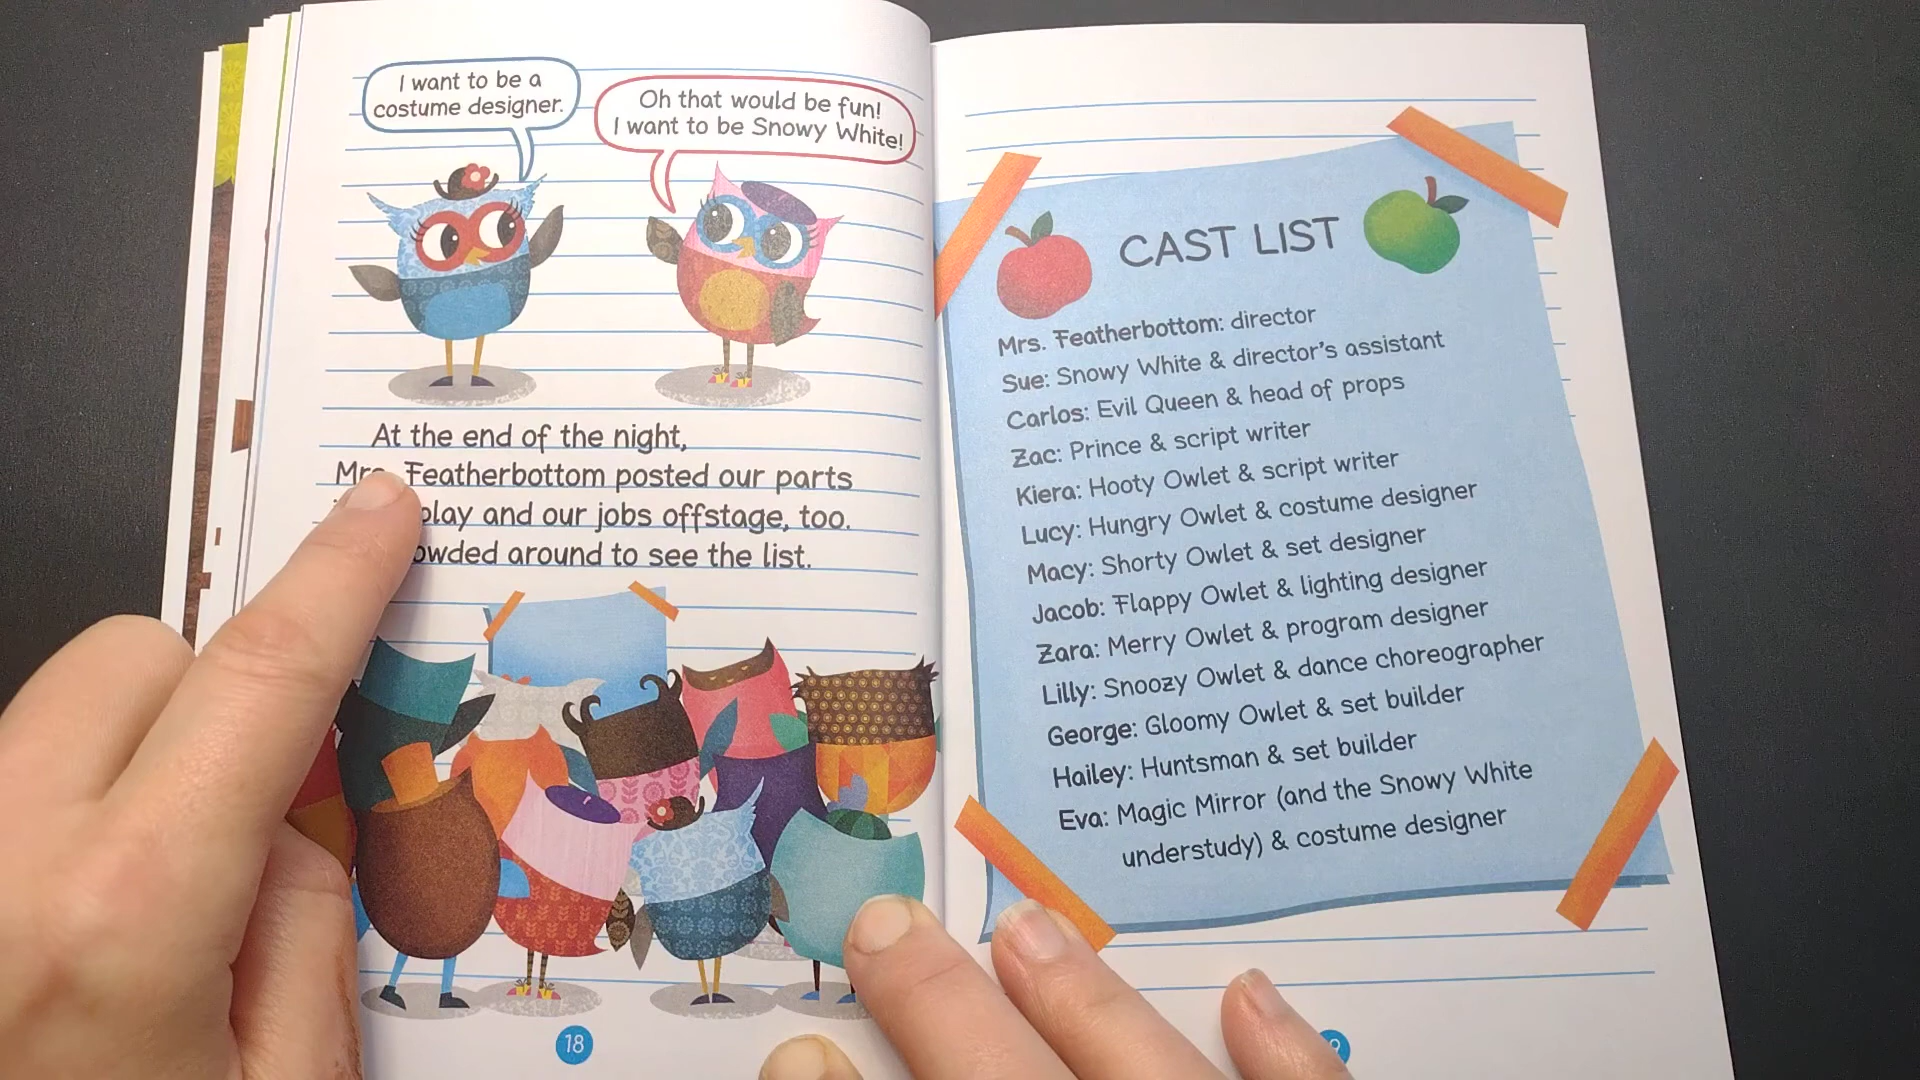 I want to be a
costume designer.
Oh that would be fun!
I want to be Snowy White!
At the end of the night,
Featherbottom posted our parts
play and our jobs offstage, too.
around to see the list.
18
CAST LIST
Mrs. Featherbottom: director
Sue: Snowy White & director's assistant
Carlos: Evil Queen & head of props
Zac: Prince & script writer
Kiera: Hooty Owlet & script writer
Lucy: Hungry Owlet & costume designer
Macy: Shorty Owlet & set designer
Jacob: Flappy Owlet & lighting designer
Zara: Merry Owlet & program designer
Lilly: Snoozy Owlet & dance choreographer
George: Gloomy Owlet & set builder
Hailey: Huntsman & set builder
Eva: Magic Mirror (and the Snowy White
understudy) & costume designer